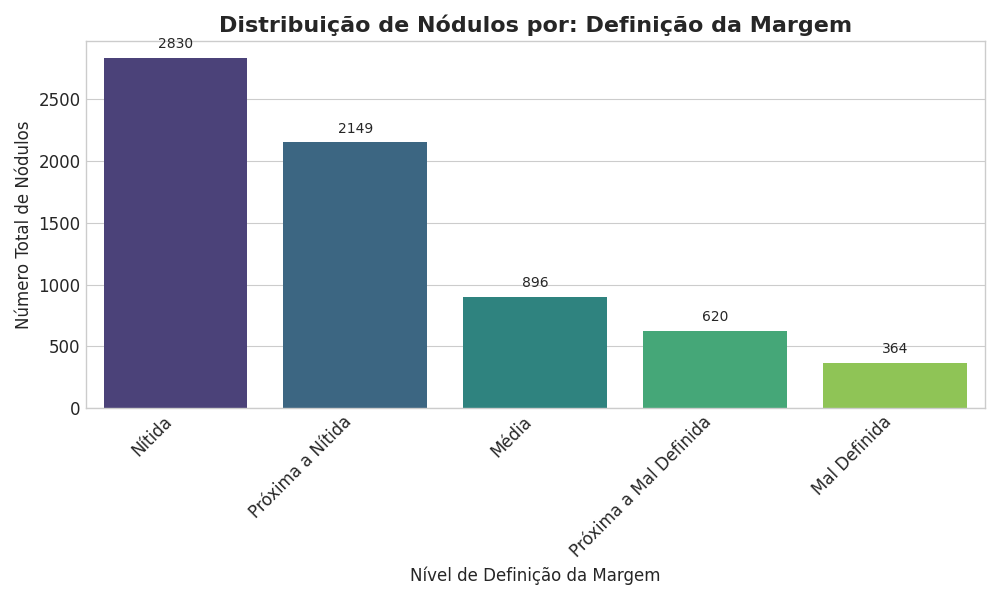 Distribuição de Nódulos por: Definição da Margem
Número Total de Nódulos
2500
2000
1500
1000
500
0
2830
2149
896
620
364
Nítida
Próxima a Nítida
Média
Próxima a Mal Definida
Mal Definida
Nível de Definição da Margem